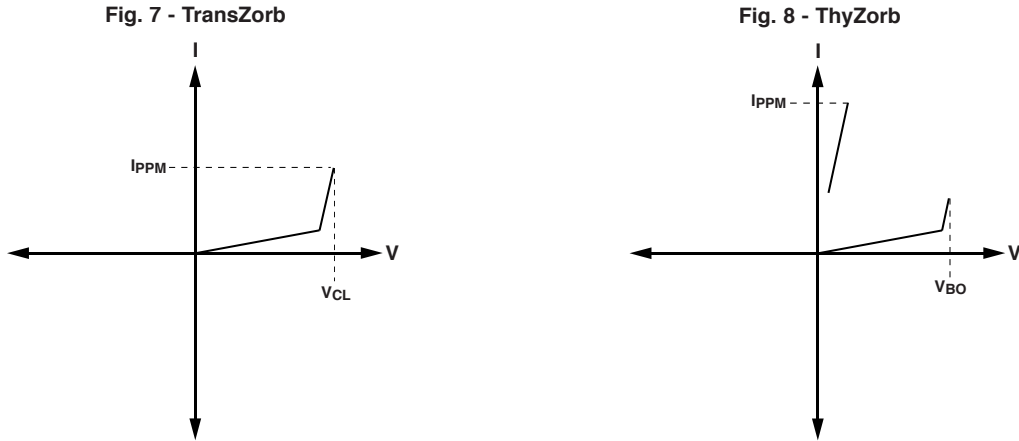 Fig. 7 - TransZorb
I
IPPM
V
VCL
Fig. 8 - ThyZorb
I
IPPM
V
VBO